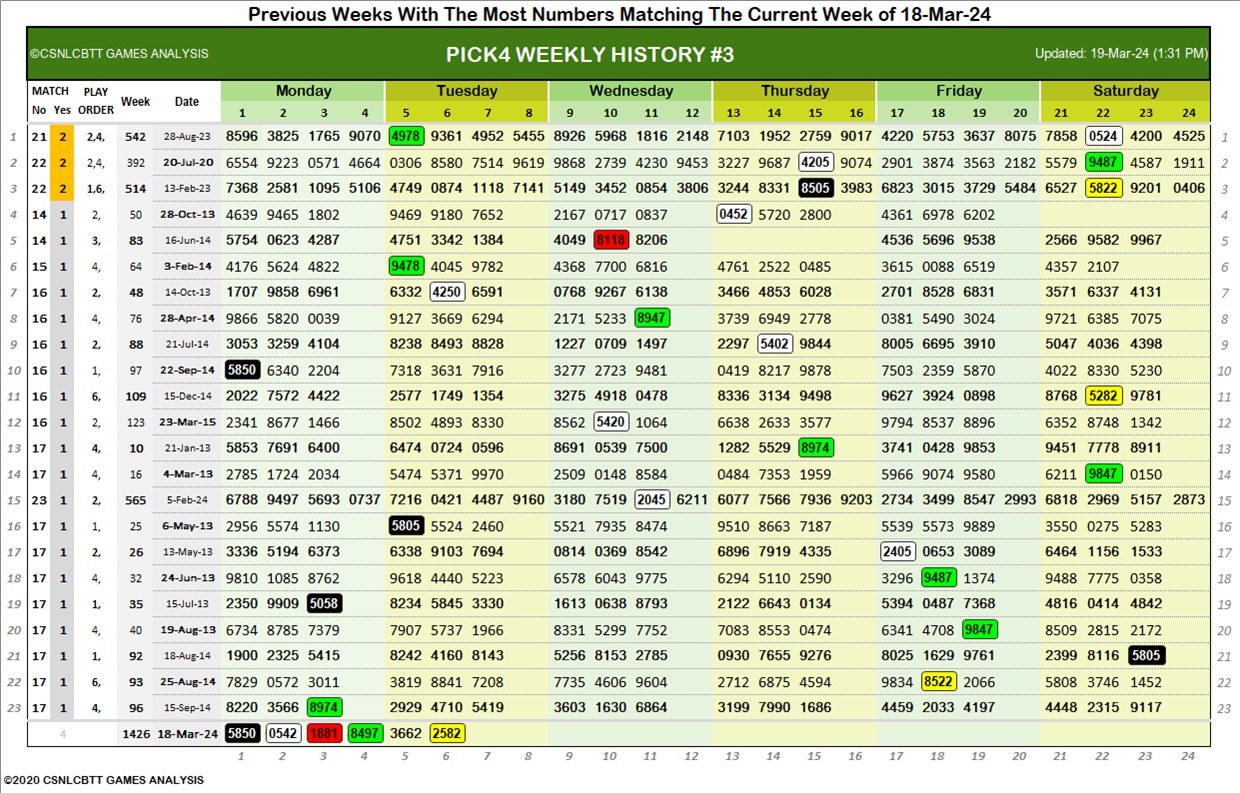 Previous Weeks With The Most Numbers Matching The Current Week of 18-Mar-24
©CSNLCBTT GAMES ANALYSIS PICK4 WEEKLY HISTORY #3 Updated: 19-Mar-24 (1:31 PM)
MATCH PLAY Week Date Monday Tuesday Wednesday Thursday Friday Saturday
No Yes ORDER 1 2 3 4 5 6 7 8 9 10 11 12 13 14 15 16 17 18 19 20 21 22 23 24
1 21 2 2,4, 542 28-Aug-23 8596 3825 1765 9070 4978 9361 4952 5455 8926 5968 1816 2148 7103 1952 2759 9017 4220 5753 3637 8075 7858 0524 4200 4525 1
2 22 2 2,4, 392 20-Jul-20 6554 9223 0571 4664 0306 8580 7514 9619 9868 2739 4230 9453 3227 9687 4205 9074 2901 3874 3563 2182 5579 9487 4587 1911 2
3 22 2 1,6, 514 13-Feb-23 7368 2581 1095 5106 4749 0874 1118 7141 5149 3452 0854 3806 3244 8331 8505 3983 6823 3015 3729 5484 6527 5822 9201 0406 3
4 14 1 2, 50 28-Oct-13 4639 9465 1802 9469 9180 7652 2167 0717 0837 0452 5720 2800 4361 6978 6202 4
5 14 1 3, 83 16-Jun-14 5754 0623 4287 4751 3342 1384 4049 8118 8206 4536 5696 9538 2566 9582 9967 5
6 15 1 4, 64 3-Feb-14 4176 5624 4822 9478 4045 9782 4368 7700 6816 4761 2522 0485 3615 0088 6519 4357 2107 6
7 16 1 2, 48 14-Oct-13 1707 9858 6961 6332 4250 6591 0768 9267 6138 3466 4853 6028 2701 8528 6831 3571 6337 4131 7
8 16 1 4, 76 28-Apr-14 9866 5820 0039 9127 3669 6294 2171 5233 8947 3739 6949 2778 0381 5490 3024 9721 6385 7075 8
9 16 1 2, 88 21-Jul-14 3053 3259 4104 8238 8493 8828 1227 0709 1497 2297 5402 9844 8005 6695 3910 5047 4036 4398 9
10 16 1 1, 97 22-Sep-14 5850 6340 2204 7318 3631 7916 3277 2723 9481 0419 8217 9878 7503 2359 5870 4022 8330 5230 10
11 16 1 6, 109 15-Dec-14 2022 7572 4422 2577 1749 1354 3275 4918 0478 8336 3134 9498 9627 3924 0898 8768 5282 9781 11
12 16 1 2, 123 23-Mar-15 2341 8677 1466 8502 4893 8330 8562 5420 1064 6638 2633 3577 9794 8537 8896 6352 8748 1342 12
13 17 1 4, 10 21-Jan-13 5853 7691 6400 6474 0724 0596 8691 0539 7500 1282 5529 8974 3741 0428 9853 9451 7778 8911 13
14 17 1 4, 16 4-Mar-13 2785 1724 2034 5474 5371 9970 2509 0148 8584 0484 7353 1959 5966 9074 9580 6211 9847 0150 14
15 23 1 2, 565 5-Feb-24 6788 9497 5693 0737 7216 0421 4487 9160 3180 7519 2045 6211 6077 7566 7936 9203 2734 3499 8547 2993 6818 2969 5157 2873 15
16 17 1 1, 25 6-May-13 2956 5574 1130 5805 5524 2460 5521 7935 8474 9510 8663 7187 5539 5573 9889 3550 0275 5283 16
17 17 1 2, 26 13-May-13 3336 5194 6373 6338 9103 7694 0814 0369 8542 6896 7919 4335 2405 0653 3089 6464 1156 1533 17
18 17 1 4, 32 24-Jun-13 9810 1085 8762 9618 4440 5223 6578 6043 9775 6294 5110 2590 3296 9487 1374 9488 7775 0358 18
19 17 1 1, 35 15-Jul-13 2350 9909 5058 8234 5845 3330 1613 0638 8793 2122 6643 0134 5394 0487 7368 4816 0414 4842 19
20 17 1 4, 40 19-Aug-13 6734 8785 7379 7907 5737 1966 8331 5299 7752 7083 8553 0474 6341 4708 9847 8509 2815 2172 20
21 17 1 1, 92 18-Aug-14 1900 2325 5415 8242 4160 8143 5256 8153 2785 0930 7655 9276 8025 1629 9761 2399 8116 5805 21
22 17 1 6, 93 25-Aug-14 7829 0572 3011 3819 8841 7208 7735 4606 9604 2712 6875 4594 9834 8522 2066 5808 3746 1452 22
23 17 1 4, 96 15-Sep-14 8220 3566 8974 2929 4710 5419 3603 1630 6864 3199 7990 1686 4459 2033 4197 4448 2315 9117 23
4 1426 18-Mar-24 5850 0542 1881 8497 3662 2582
1 2 3 4 5 6 7 8 9 10 11 12 13 14 15 16 17 18 19 20 21 22 23 24
©2020 CSNLCBTT GAMES ANALYSIS